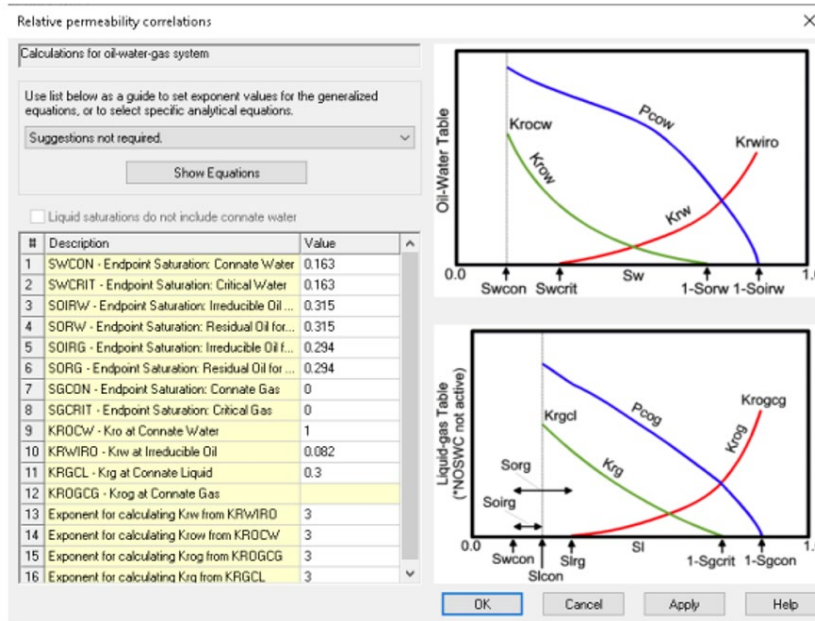 Relative permeability correlations
Calculations for oil-water-gas system
Use list below as a guide to set exponent values for the generalized
equations, or to select specific analytical equations.
Suggestions not required.
Show Equations
Liquid saturations do not include connate water
# Description Value
1 SWCON - Endpoint Saturation: Connate Water 0.163
2 SWCRIT - Endpoint Saturation: Critical Water 0.163
3 SOIRW - Endpoint Saturation: Irreducible Oil ... 0.315
4 SORW - Endpoint Saturation: Residual Oil for... 0.315
5 SOIRG - Endpoint Saturation: Irreducible Oil f... 0.294
6 SORG - Endpoint Saturation: Residual Oil for ... 0.294
7 SGCON - Endpoint Saturation: Connate Gas 0
8 SGCRIT - Endpoint Saturation: Critical Gas 0
9 KROCW - Kro at Connate Water 1
10 KRWIRO - Krw at Irreducible Oil 0.082
11 KRGCL - Krg at Connate Liquid 0.3
12 KROGCG - Krog at Connate Gas
13 Exponent for calculating Krw from KRWIRO 3
14 Exponent for calculating Krow from KROCW 3
15 Exponent for calculating Krog from KROGCG 3
16 Exponent for calculating Krg from KRGCL 3
Oil-Water Table
Krocw
Krow
Pcow
Krw
Krwiro
0.0 Sw 1.0
Swcon Swcrit 1-Sorw 1-Soirw
Liquid-gas Table
(*NOSWC not active)
Krgcl
Pcog
Krogcg
Krg
Krog
Sorg
Soirg
0.0 Sl 1.0
Swcon Slrg 1-Sgcrit 1-Sgcon
Slcon
OK Cancel Apply Help